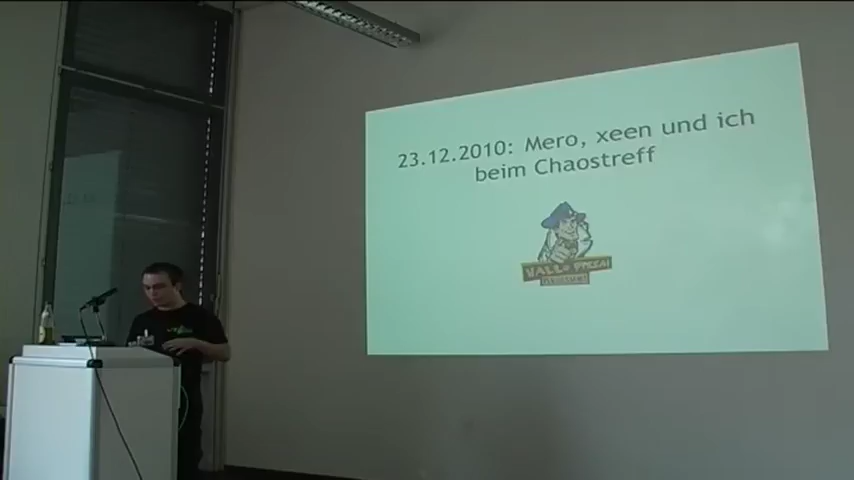 23.12.2010: Mero, xeen und ich
beim Chaostreff